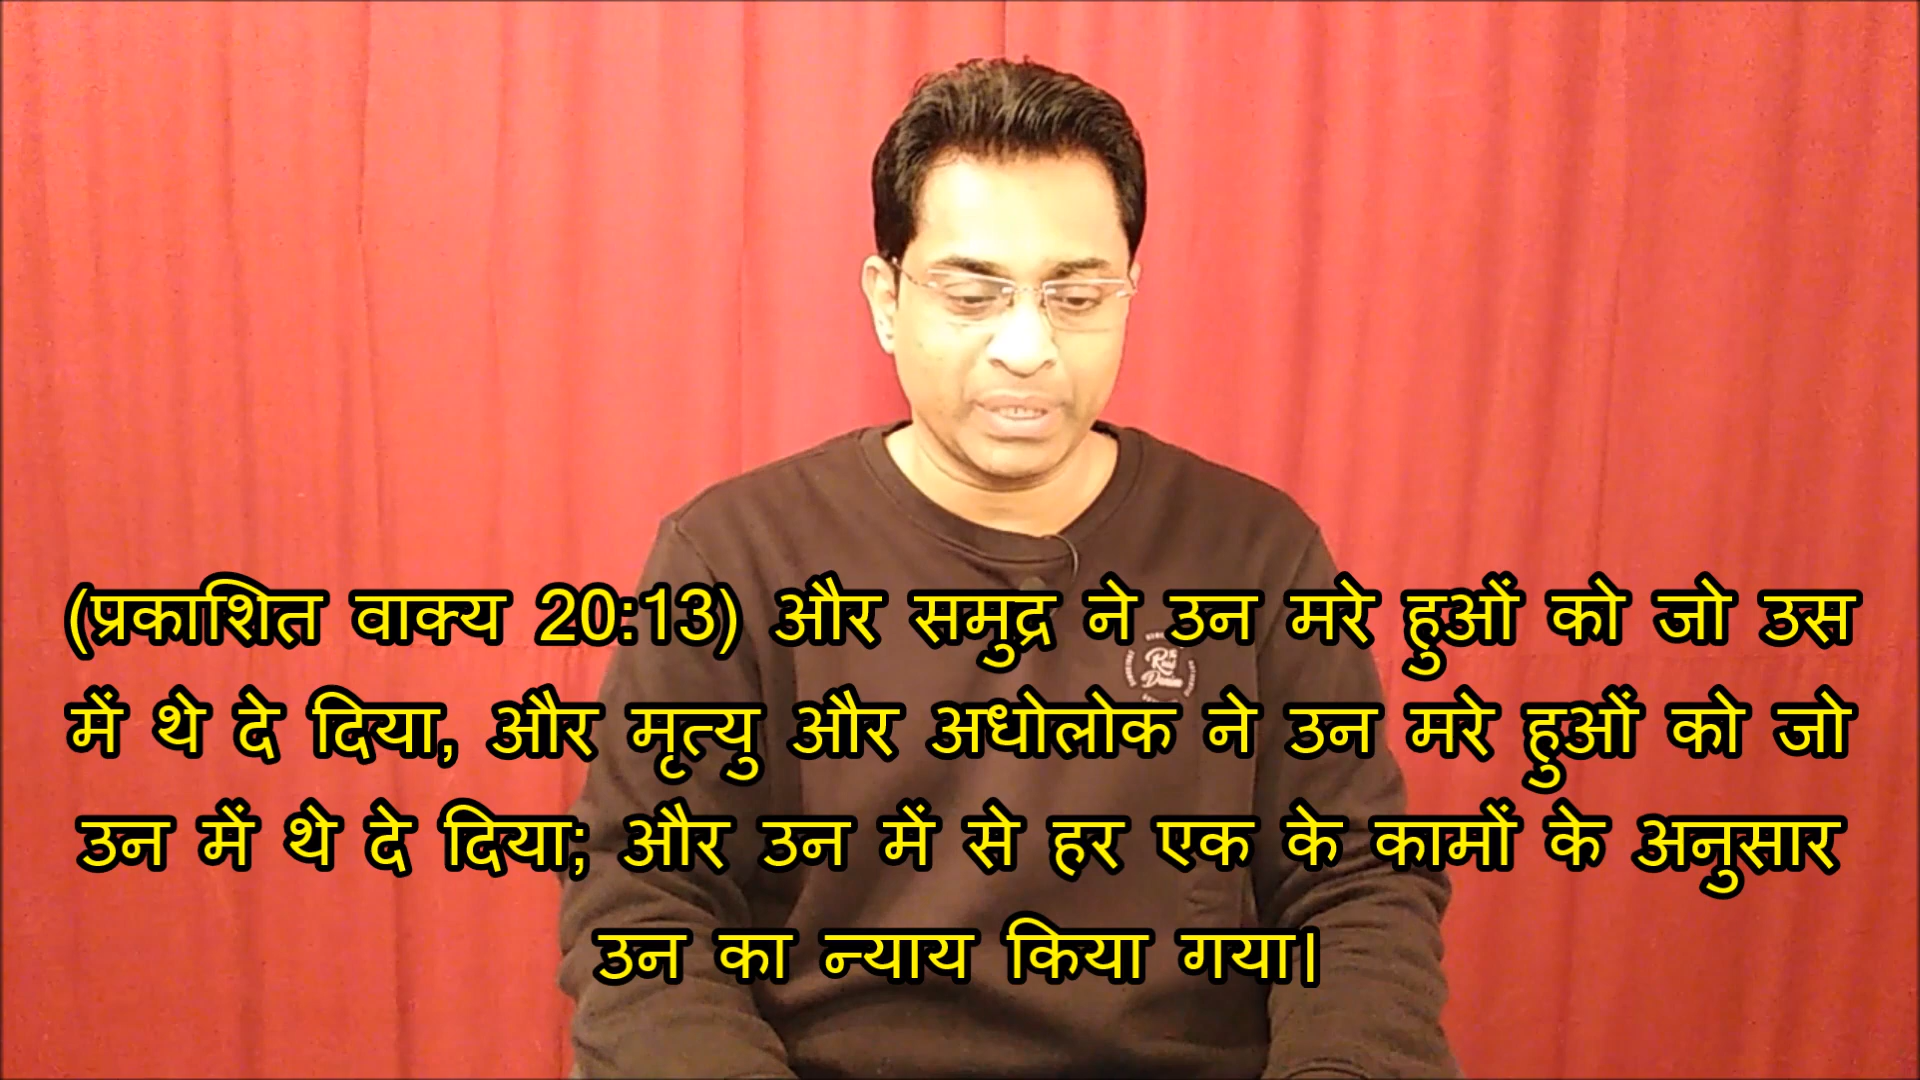 (प्रकाशित वाक्य 20:13) और समुद्र ने उन मरे हुओं को जो उस
में थे दे दिया, और मृत्यु और अधोलोक ने उन मरे हुओं को जो
उन में थे दे दिया; और उन में से हर एक के कामों के अनुसार
उन का न्याय किया गया।